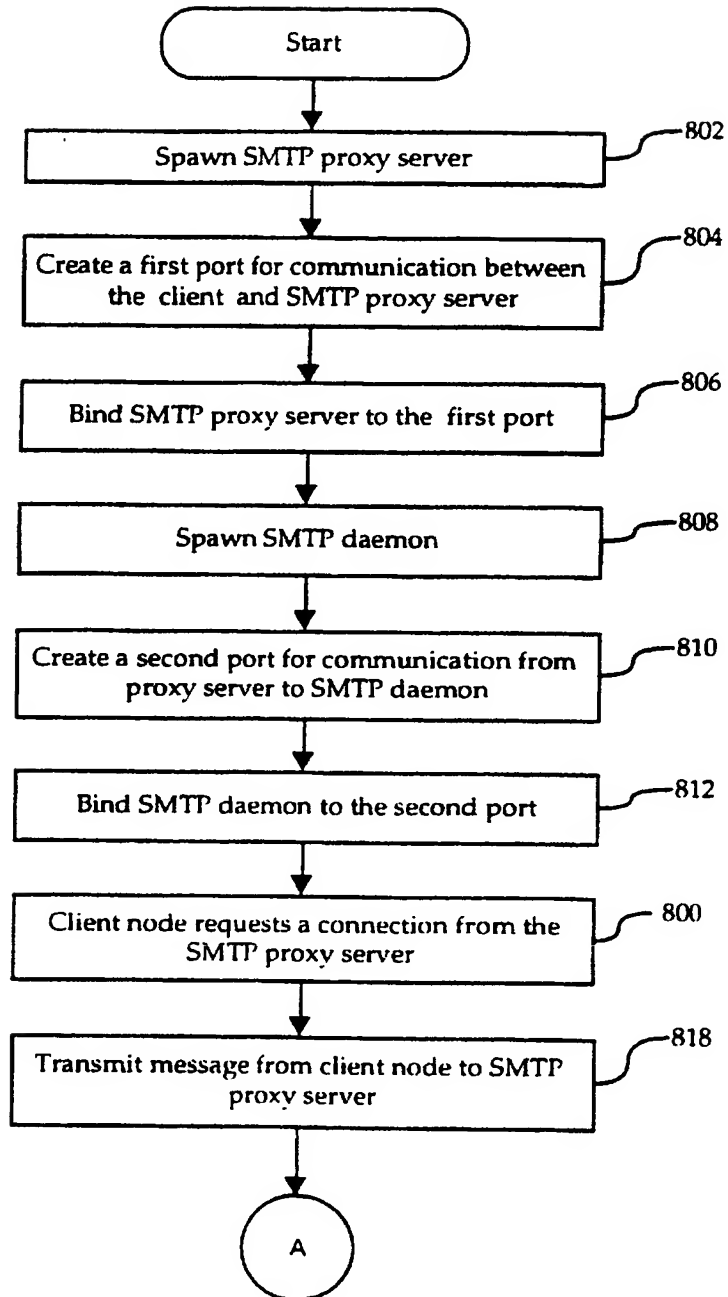 Start
Spawn SMTP proxy server
802
Create a first port for communication between
the client and SMTP proxy server
804
Bind SMTP proxy server to the first port
806
Spawn SMTP daemon
808
Create a second port for communication from
proxy server to SMTP daemon
810
Bind SMTP daemon to the second port
812
Client node requests a connection from the
SMTP proxy server
800
Transmit message from client node to SMTP
proxy server
818
A